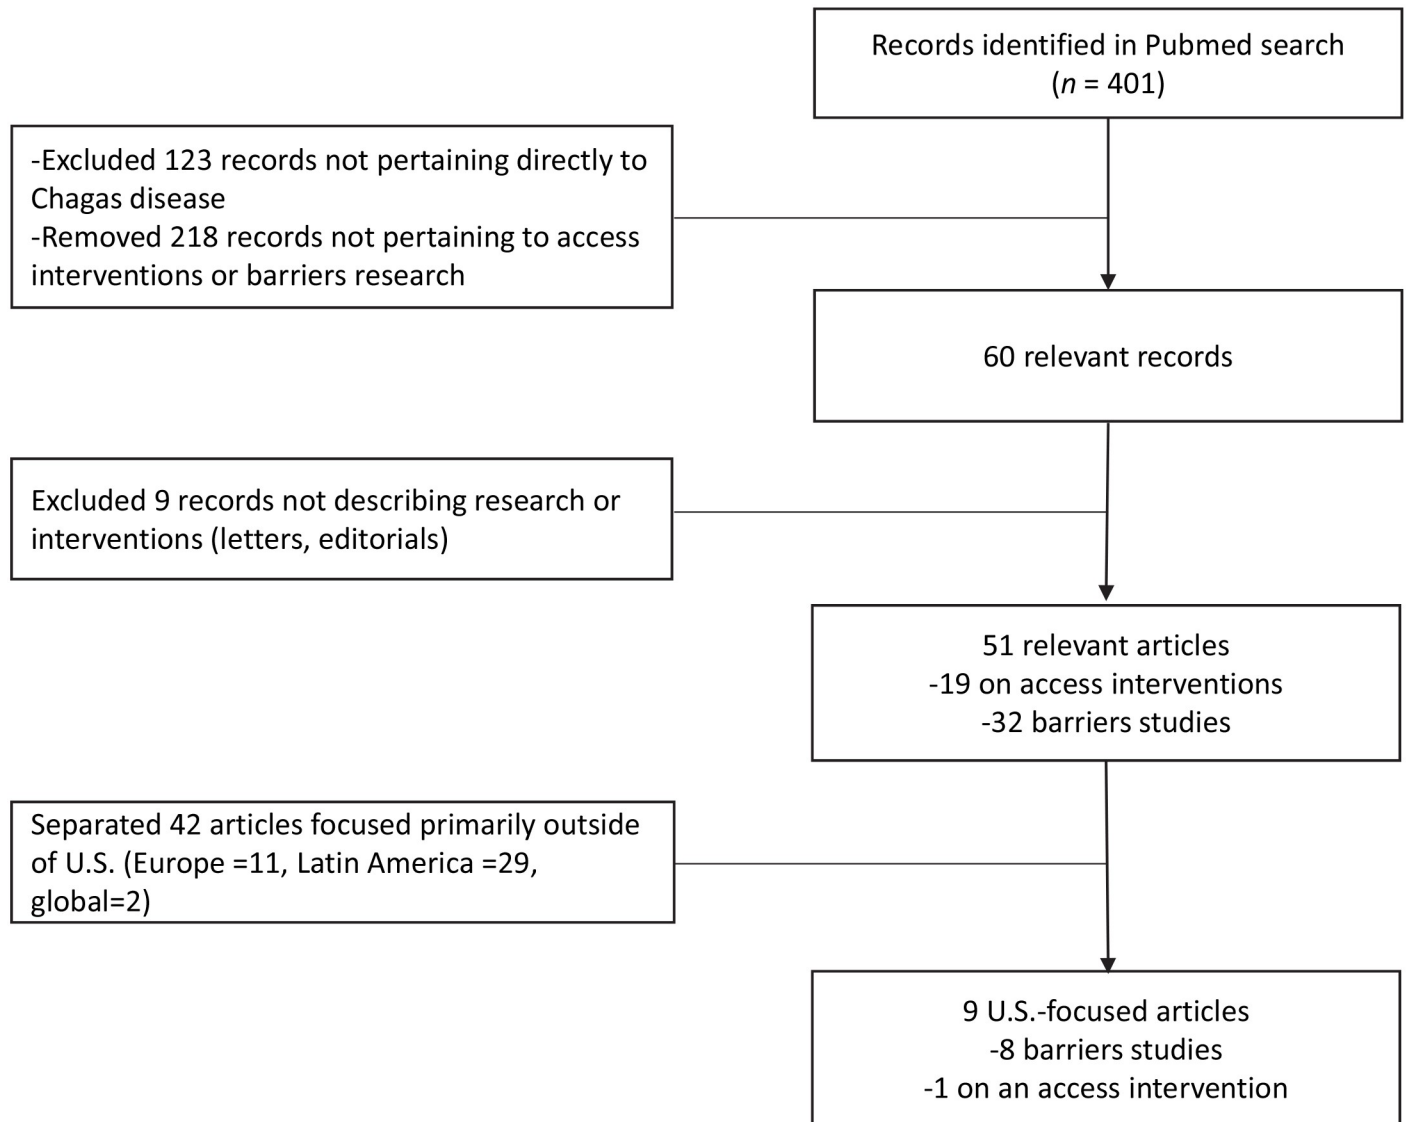 Records identified in Pubmed search
(n = 401)
-Excluded 123 records not pertaining directly to
Chagas disease
-Removed 218 records not pertaining to access
interventions or barriers research
60 relevant records
Excluded 9 records not describing research or
interventions (letters, editorials)
51 relevant articles
-19 on access interventions
-32 barriers studies
Separated 42 articles focused primarily outside
of U.S. (Europe =11, Latin America =29,
global=2)
9 U.S.-focused articles
-8 barriers studies
-1 on an access intervention